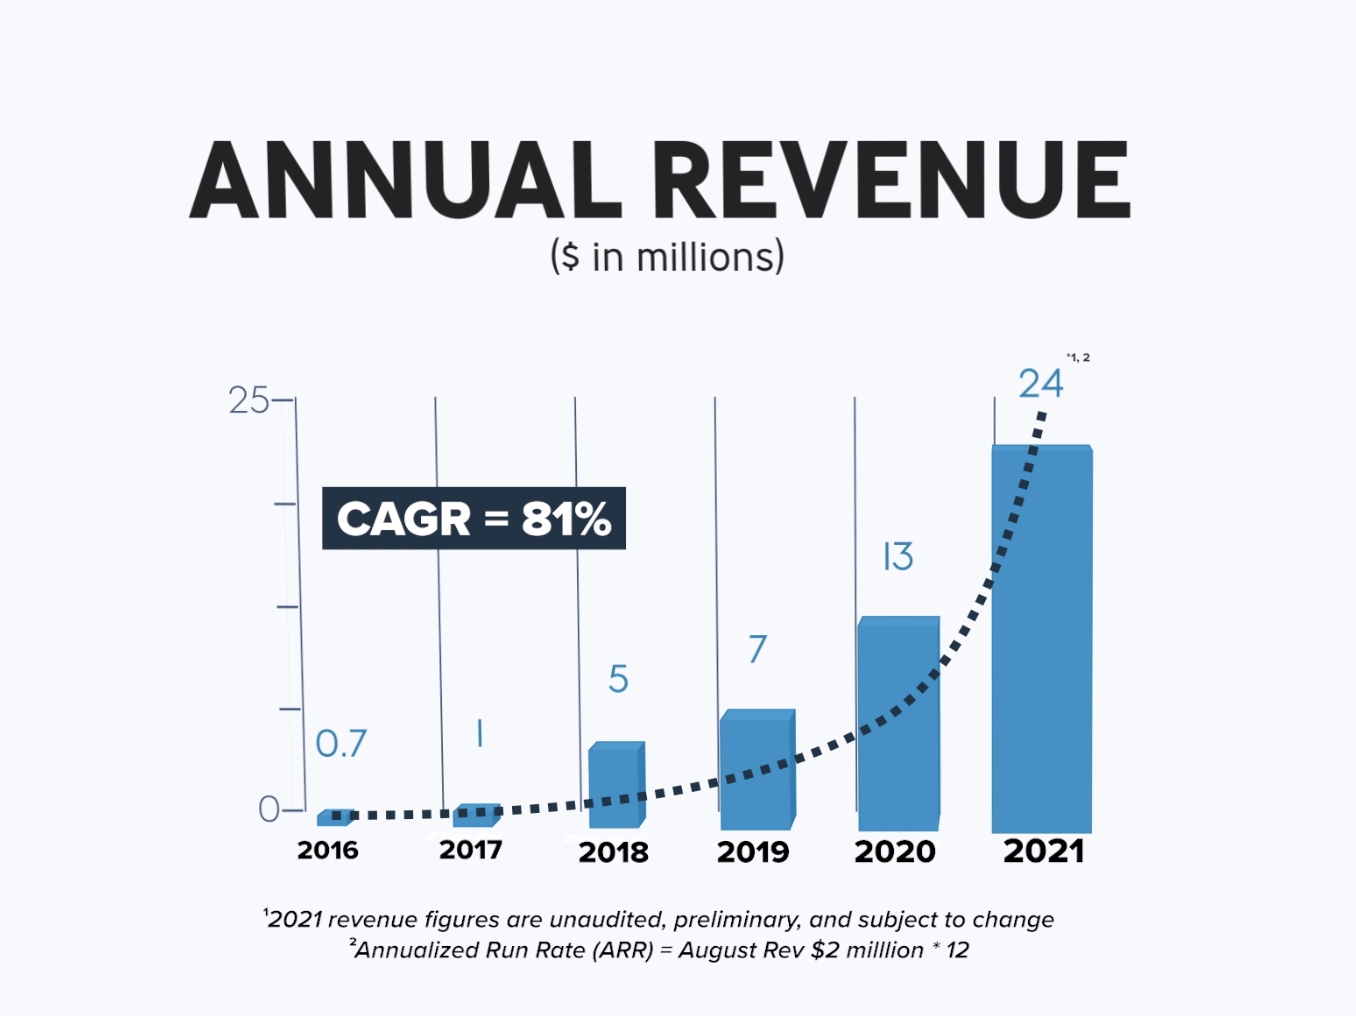 ANNUAL REVENUE
($ in millions)
*1, 2
24
25
CAGR = 81%
13
7
5
0.7
1
0
2016 2017 2018 2019 2020 2021
¹2021 revenue figures are unaudited, preliminary, and subject to change
²Annualized Run Rate (ARR) = August Rev $2 milllion * 12